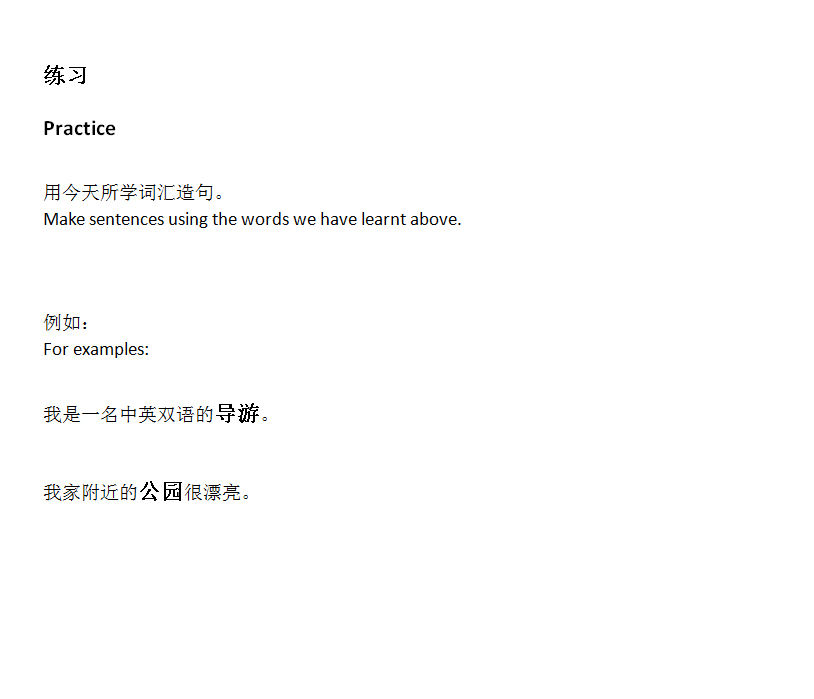 练习
Practice
用今天所学词汇造句。
Make sentences using the words we have learnt above.
例如：
For examples:
我是一名中英双语的导游。
我家附近的公园很漂亮。